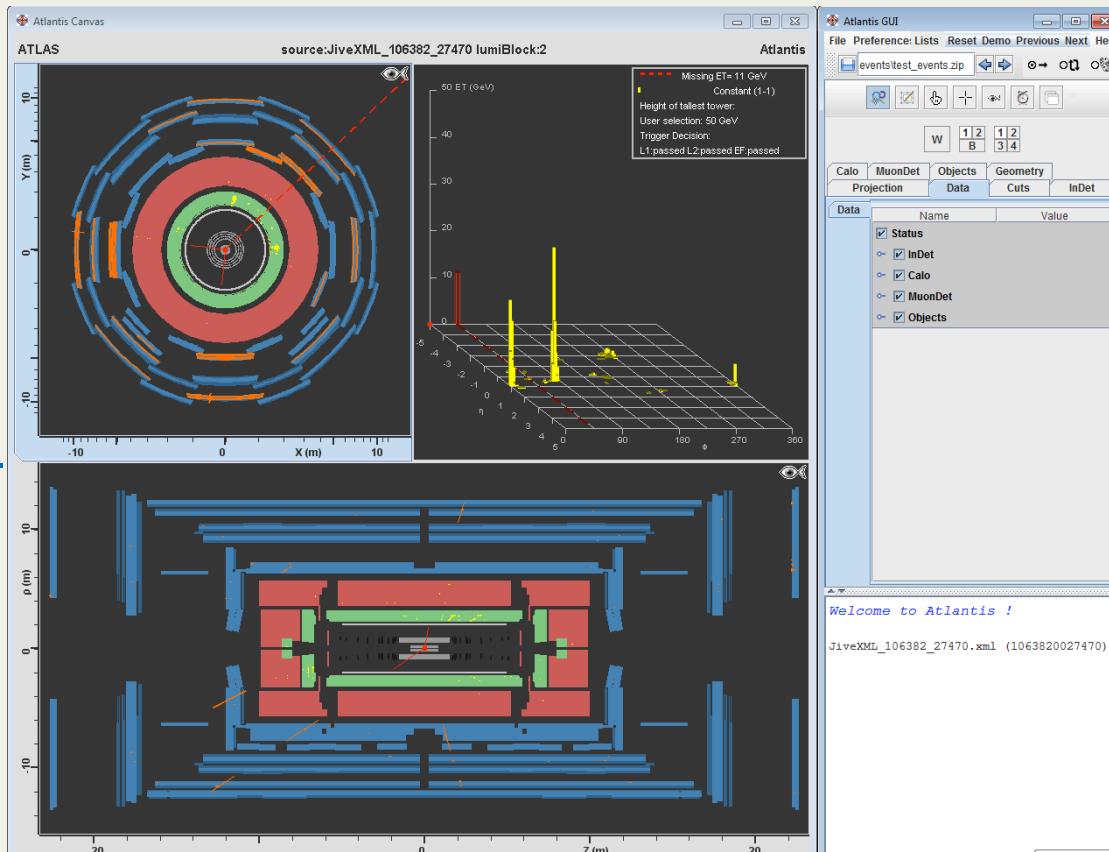 Atlantis Canvas
ATLAS source:JiveXML_106382_27470 lumiBlock:2 Atlantis
10
0
-10
Y (m)
-10 0 X (m) 10
50 ET (GeV)
40
30
20
10
0
-5
-4
-3
-2
-1
0
1
2
3
4
5
η
0 90 180 Φ 270 360
Missing ET= 11 GeV
Constant (1-1)
Height of tallest tower:
User selection: 50 GeV
Trigger Decision:
L1:passed L2:passed EF:passed
10
ρ (m)
0
-10
20 0 Z (m) 20
Atlantis GUI
File Preference: Lists Reset Demo Previous Next He
events\test_events.zip
W 1 2 B 1 2 3 4
Calo MuonDet Objects Geometry
Projection Data Cuts InDet
Data
Name Value
Status
InDet
Calo
MuonDet
Objects
Welcome to Atlantis !
JiveXML_106382_27470.xml (1063820027470)